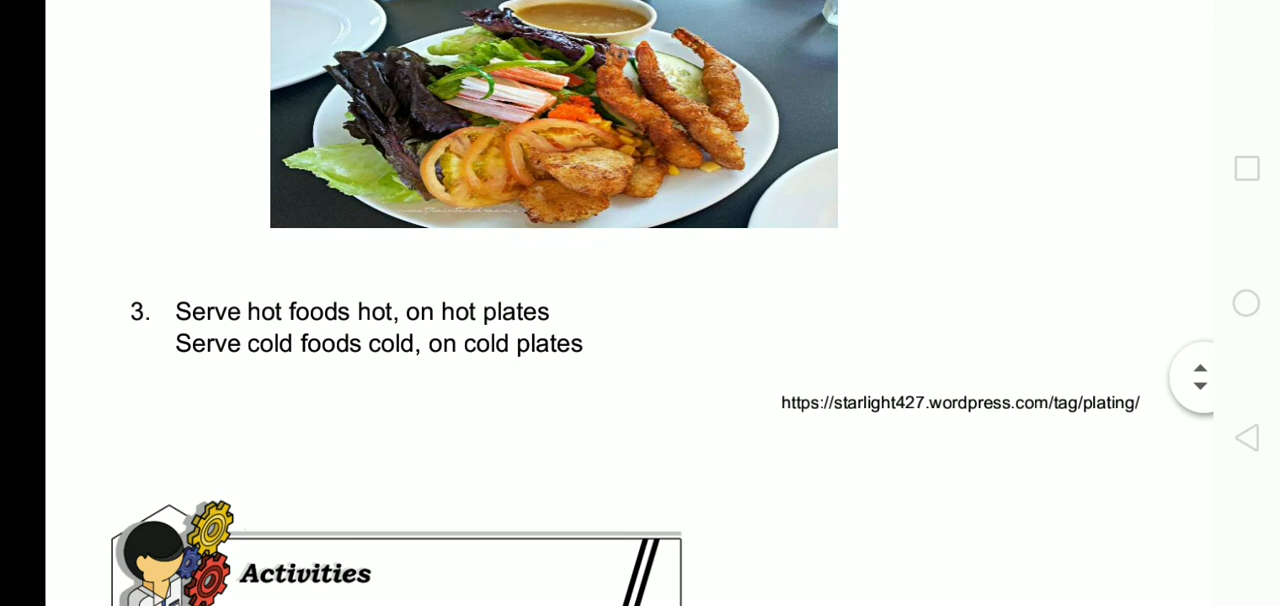 3. Serve hot foods hot, on hot plates
Serve cold foods cold, on cold plates
https://starlight427.wordpress.com/tag/plating/
Activities